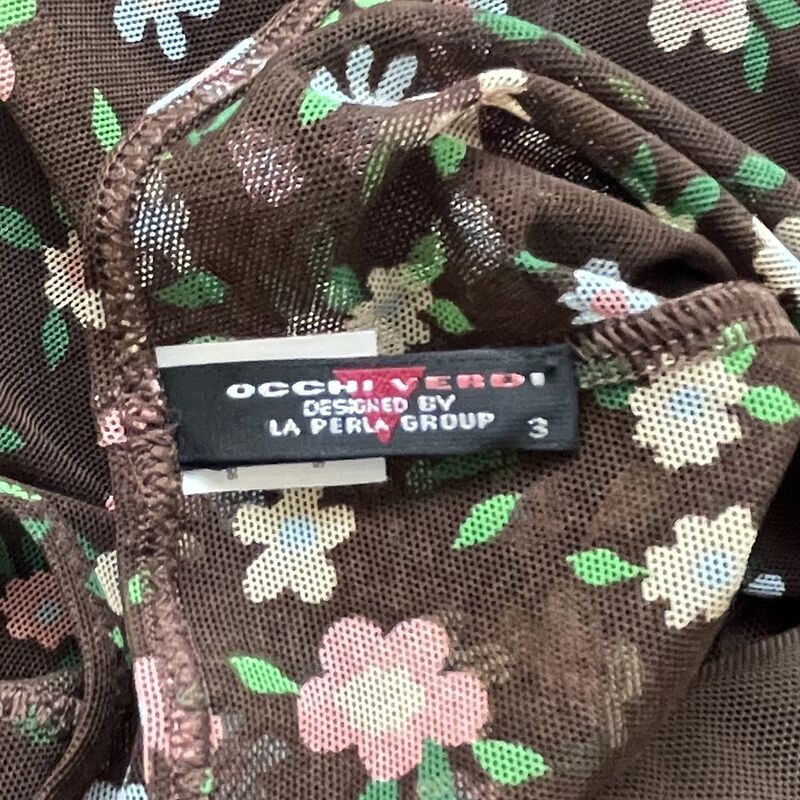 OCCHI VERDI
DESIGNED BY
LA PERLA GROUP 3